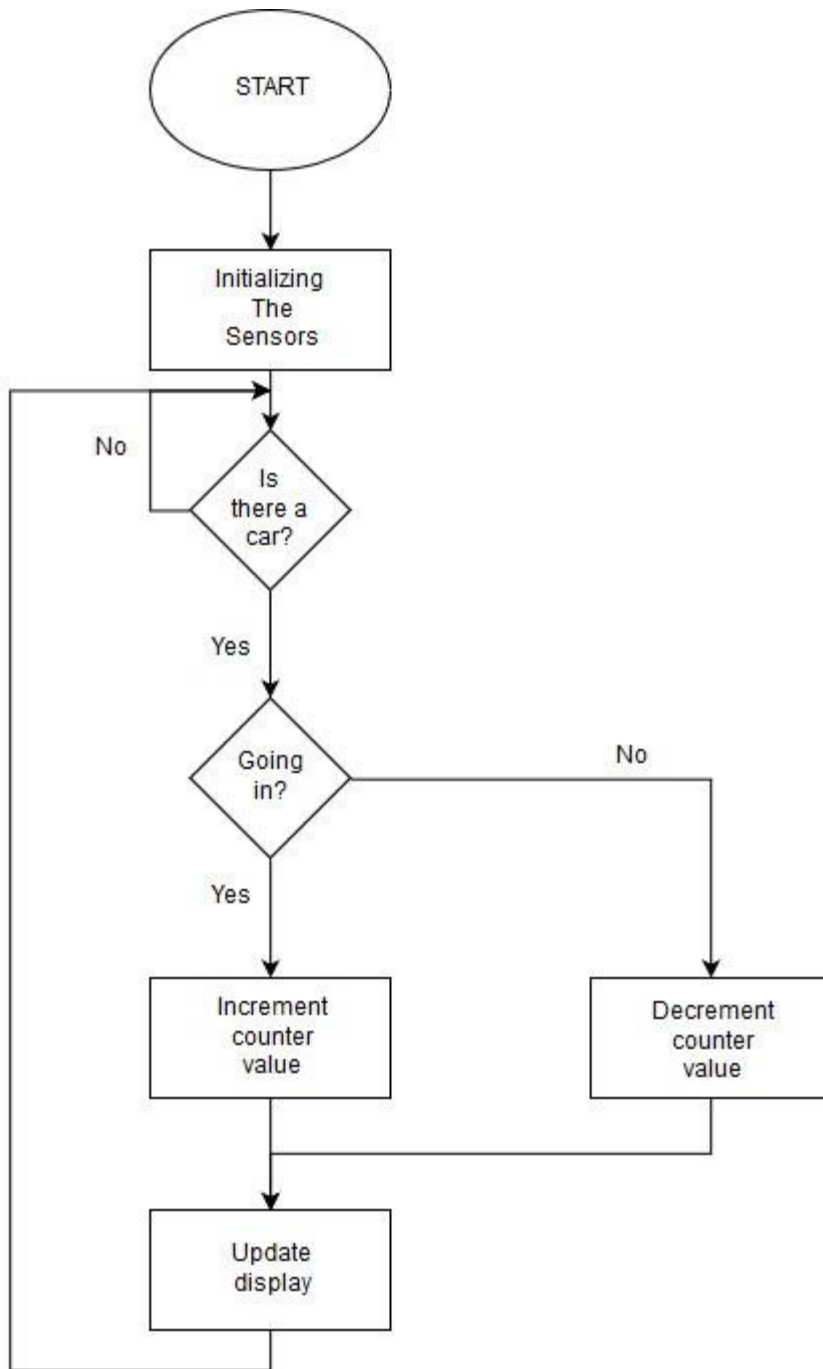 START
Initializing
The
Sensors
No
Is
there a
car?
Yes
Going
in?
No
Yes
Increment
counter
value
Decrement
counter
value
Update
display